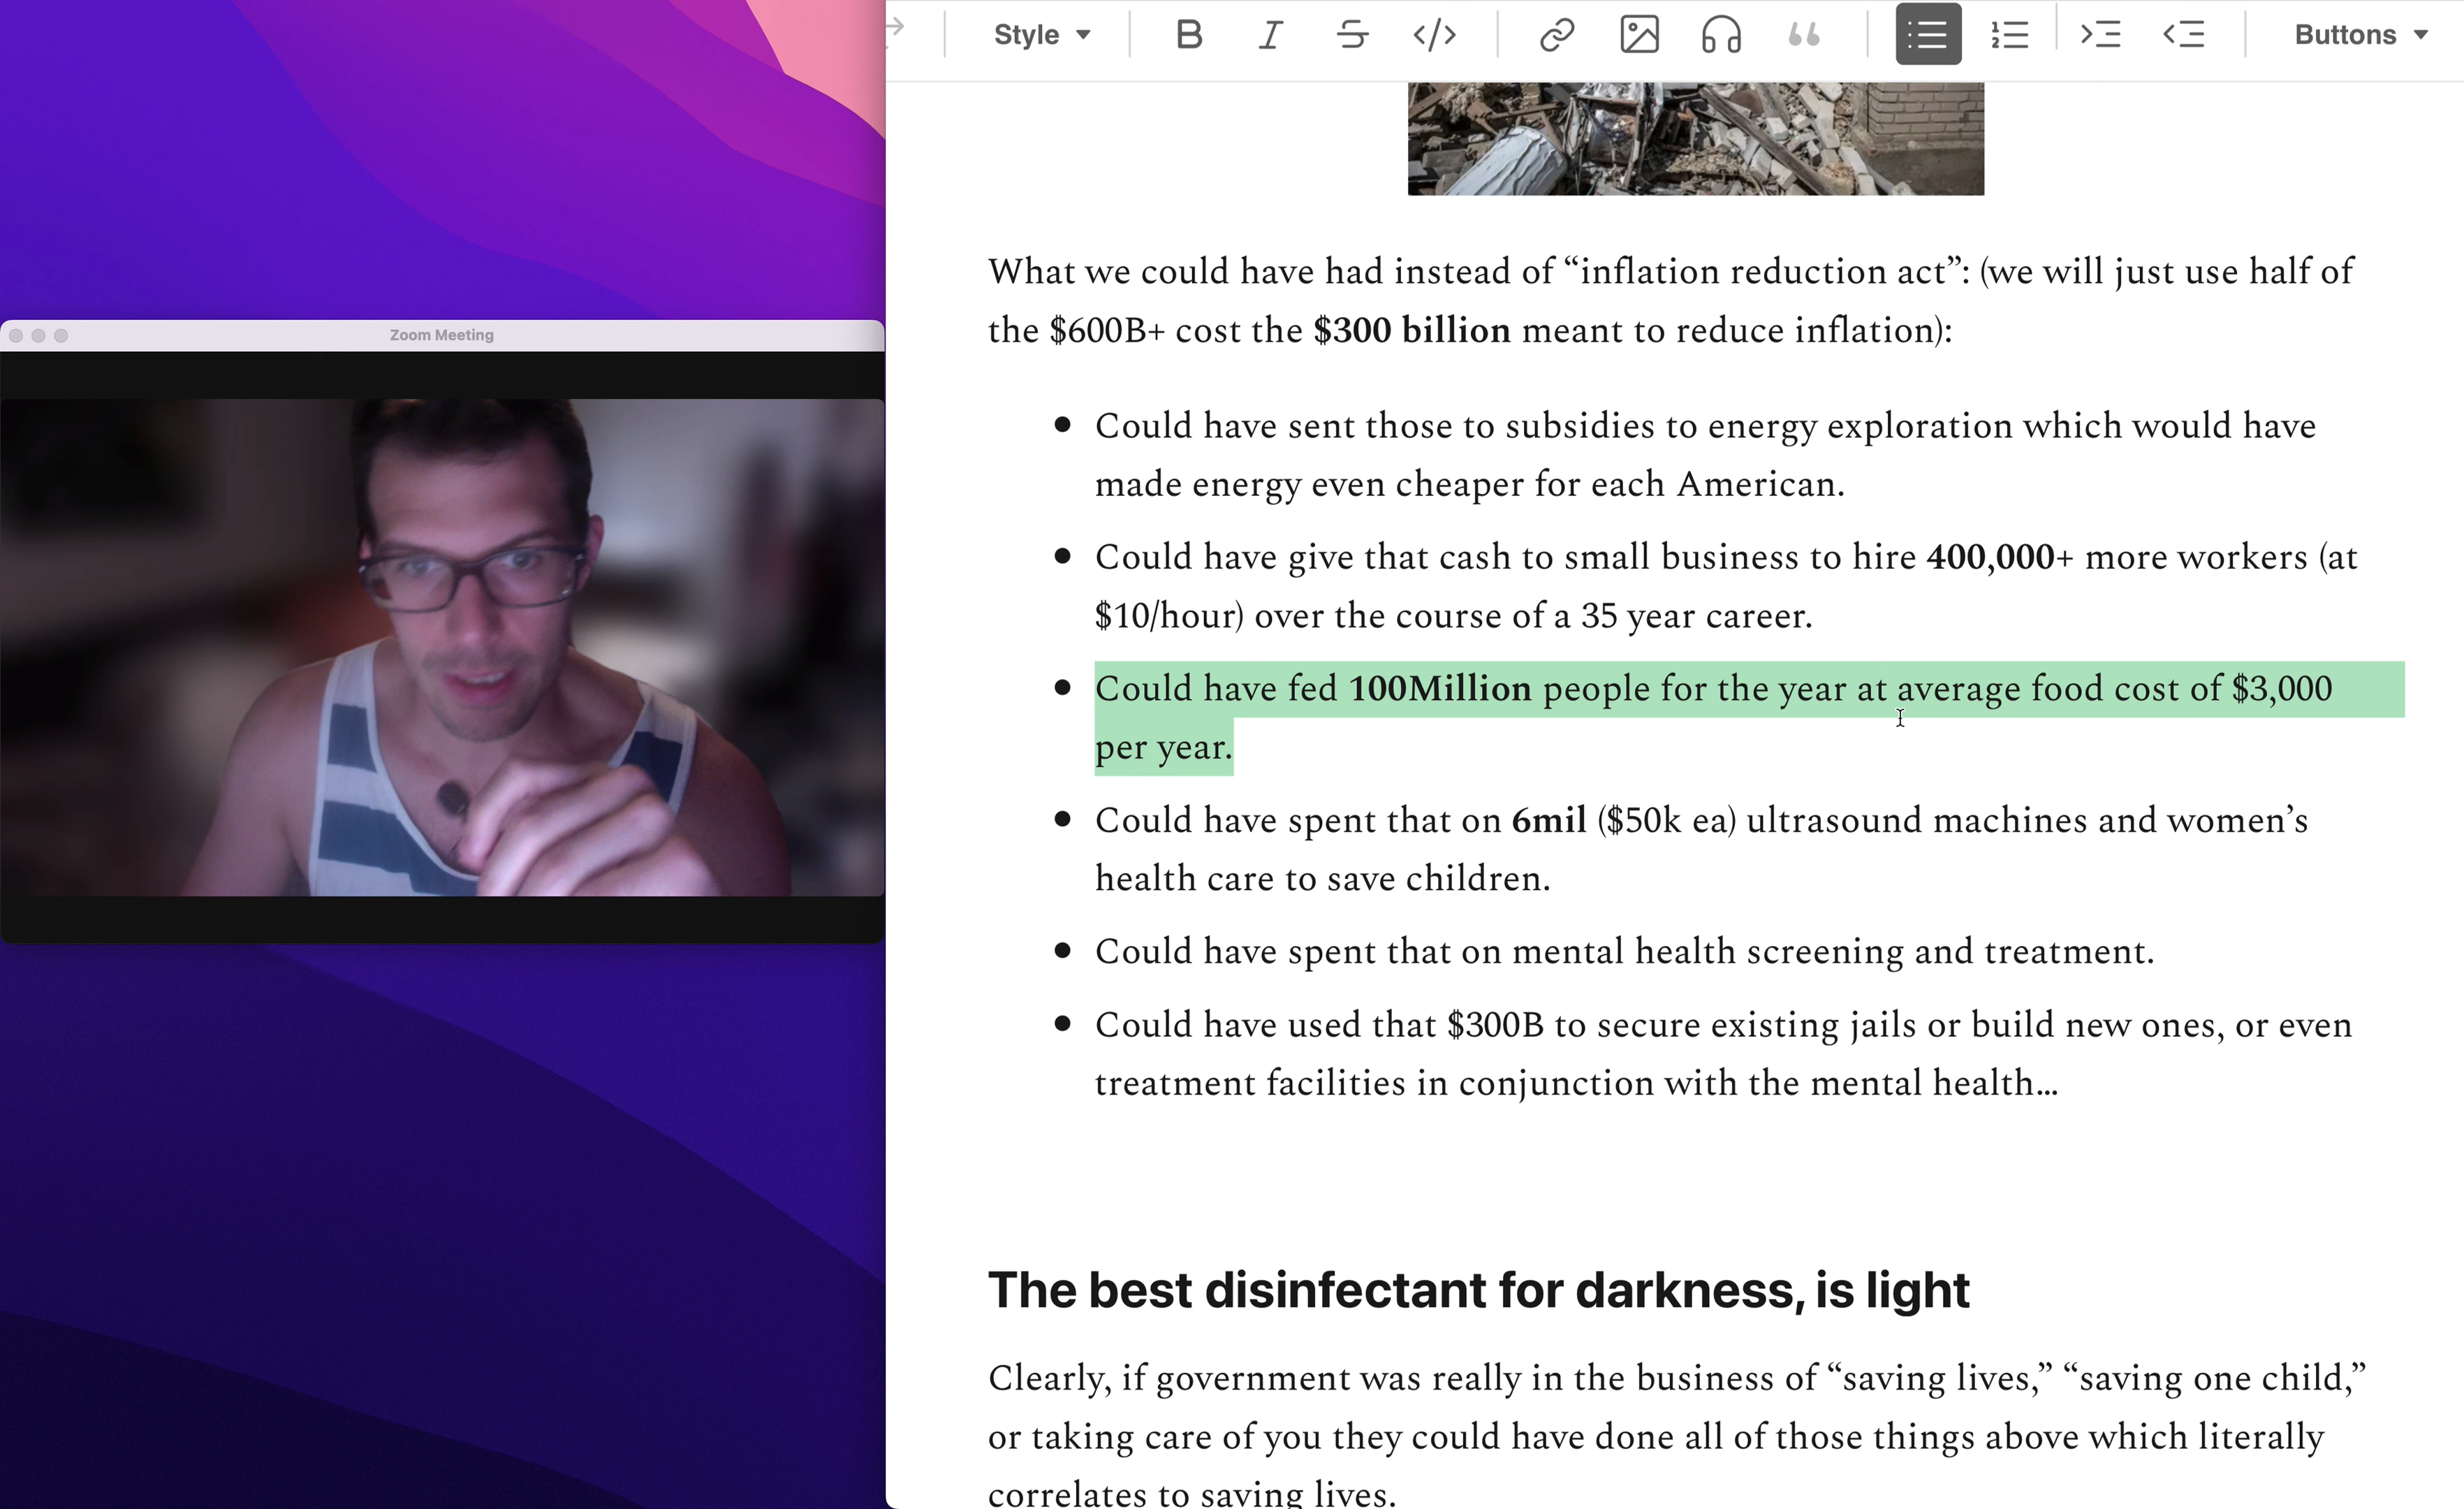 Style
Buttons
Zoom Meeting
What we could have had instead of “inflation reduction act”: (we will just use half of
the $600B+ cost the $300 billion meant to reduce inflation):
Could have sent those to subsidies to energy exploration which would have
made energy even cheaper for each American.
Could have give that cash to small business to hire 400,000+ more workers (at
$10/hour) over the course of a 35 year career.
Could have fed 100Million people for the year at average food cost of $3,000
per year.
Could have spent that on 6mil ($50k ea) ultrasound machines and women’s
health care to save children.
Could have spent that on mental health screening and treatment.
Could have used that $300B to secure existing jails or build new ones, or even
treatment facilities in conjunction with the mental health…
The best disinfectant for darkness, is light
Clearly, if government was really in the business of “saving lives,” “saving one child,”
or taking care of you they could have done all of those things above which literally
correlates to saving lives.